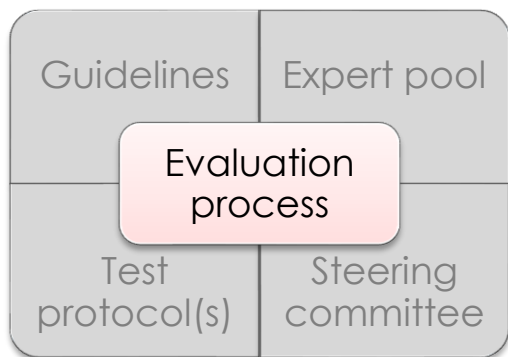 Guidelines
Expert pool
Evaluation
process
Test
protocol(s)
Steering
committee